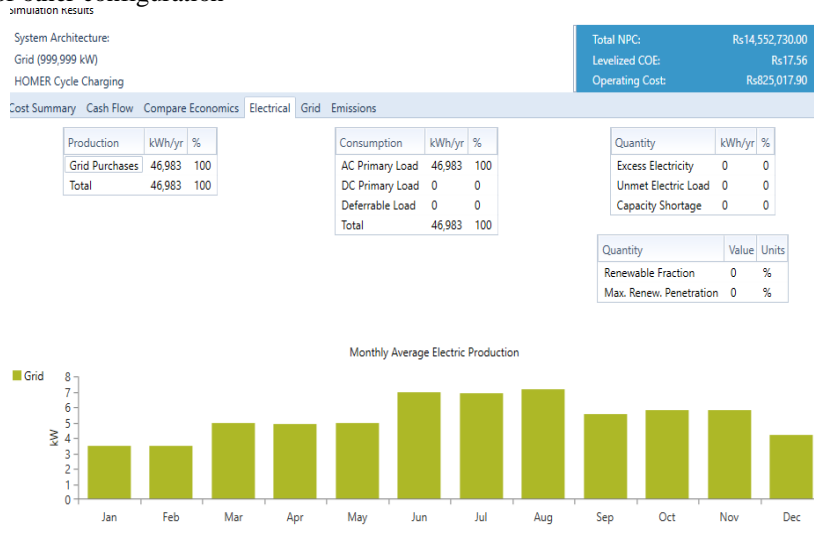 other configuration
Simulation Results
System Architecture:
Grid (999,999 kW)
HOMER Cycle Charging
Total NPC: Rs14,552,730.00
Levelized COE: Rs17.56
Operating Cost: Rs825,017.90
Cost Summary Cash Flow Compare Economics Electrical Grid Emissions
Production kWh/yr %
Grid Purchases 46,983 100
Total 46,983 100
Consumption kWh/yr %
AC Primary Load 46,983 100
DC Primary Load 0 0
Deferrable Load 0 0
Total 46,983 100
Quantity kWh/yr %
Excess Electricity 0 0
Unmet Electric Load 0 0
Capacity Shortage 0 0
Quantity Value Units
Renewable Fraction 0 %
Max. Renew. Penetration 0 %
Monthly Average Electric Production
Grid
kW
8
7
6
5
4
3
2
1
0
Jan Feb Mar Apr May Jun Jul Aug Sep Oct Nov Dec